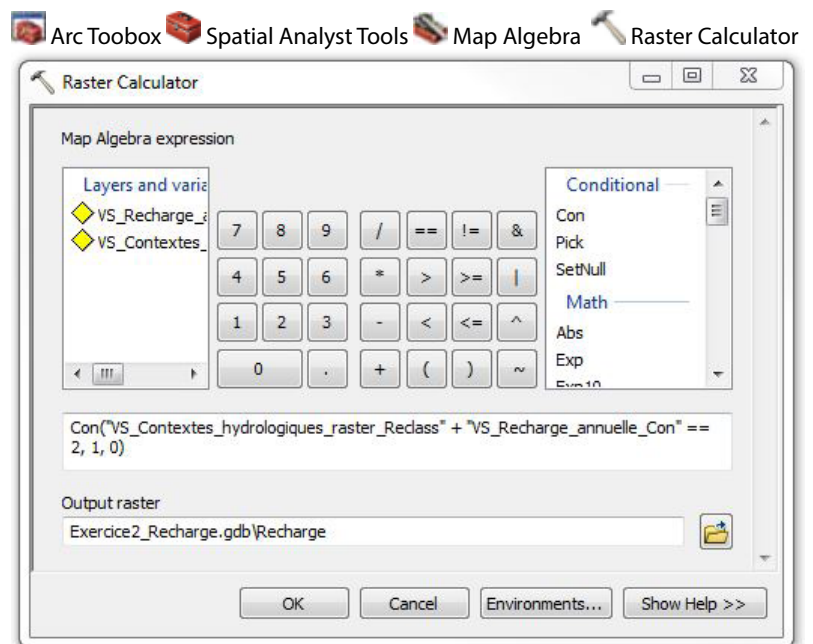 Arc Toobox Spatial Analyst Tools Map Algebra Raster Calculator
Raster Calculator
Map Algebra expression
Layers and varia
VS_Recharge_a
VS_Contextes_
7 8 9 / == != &
4 5 6 * > >= |
1 2 3 - < <= ^
0 . + ( ) ~
Conditional
Con
Pick
SetNull
Math
Abs
Exp
Exp10
Con("VS_Contextes_hydrologiques_raster_Reclass" + "VS_Recharge_annuelle_Con" ==
2, 1, 0)
Output raster
Exercice2_Recharge.gdb\Recharge
OK Cancel Environments... Show Help >>